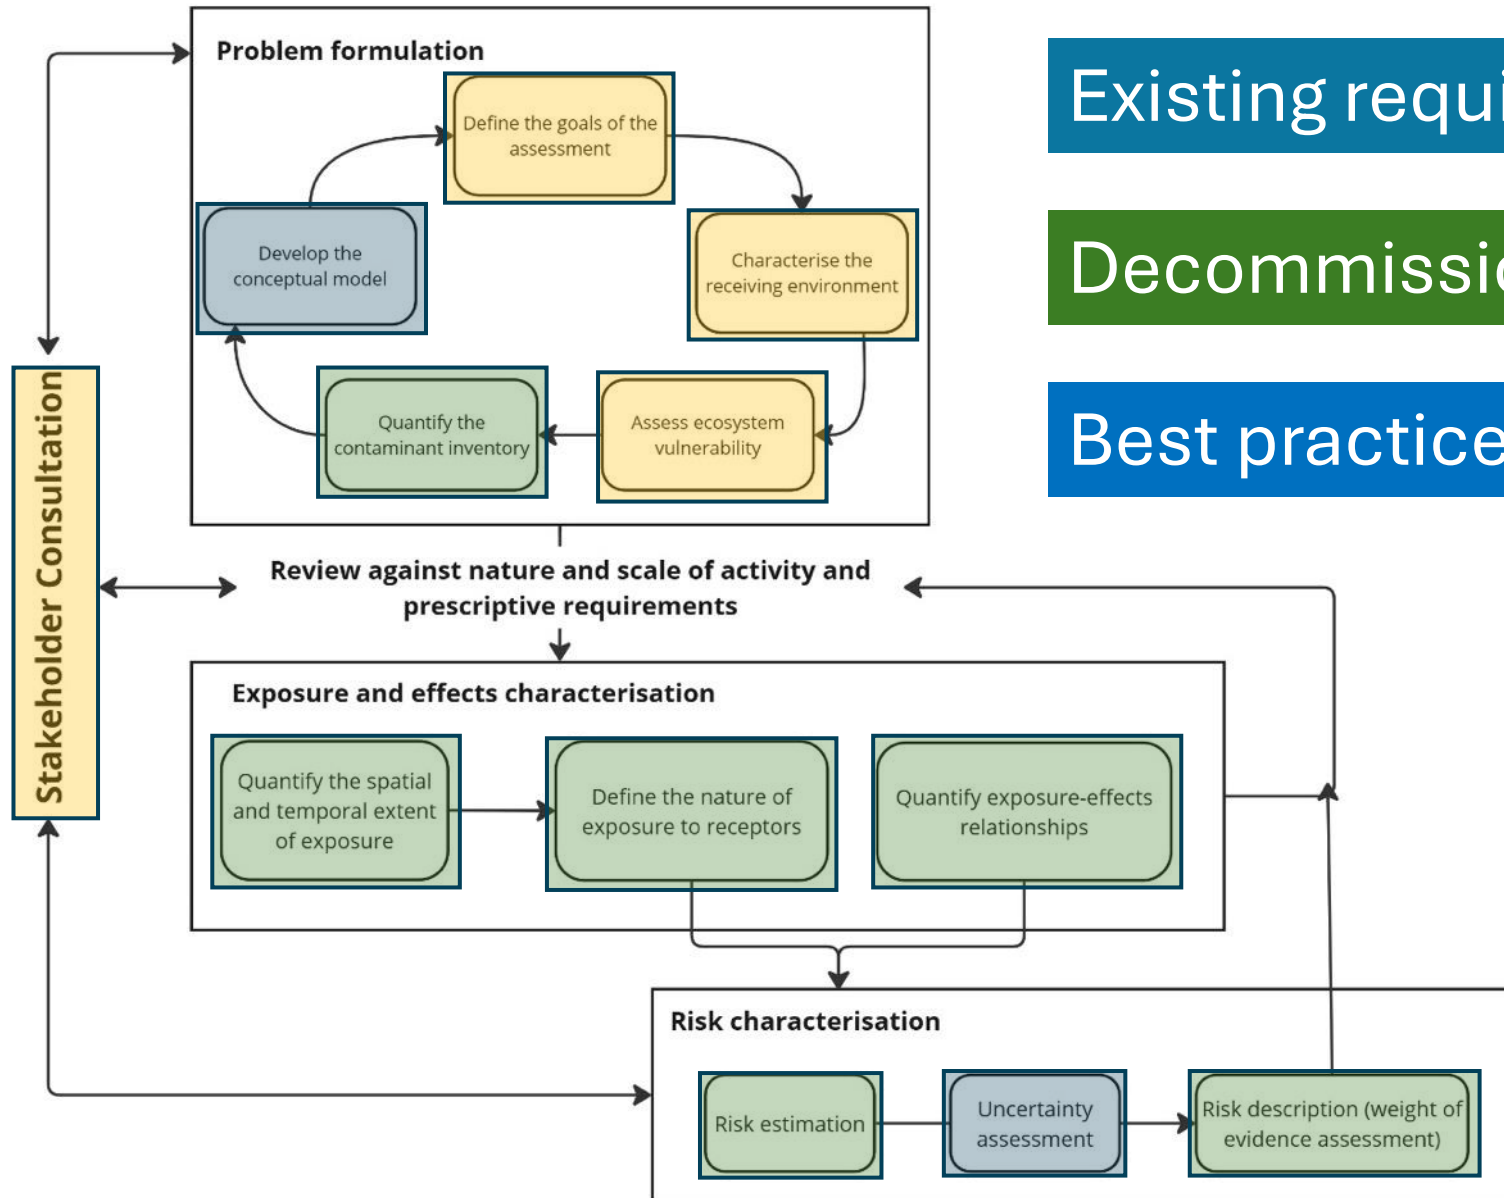 Problem formulation
Define the goals of the
assessment
Develop the
conceptual model
Characterise the
receiving environment
Quantify the
contaminant inventory
Assess ecosystem
vulnerability
Existing requi
Decommissio
Best practice
Stakeholder Consultation
Review against nature and scale of activity and
prescriptive requirements
Exposure and effects characterisation
Quantify the spatial
and temporal extent
of exposure
Define the nature of
exposure to receptors
Quantify exposure-effects
relationships
Risk characterisation
Risk estimation
Uncertainty
assessment
Risk description (weight of
evidence assessment)